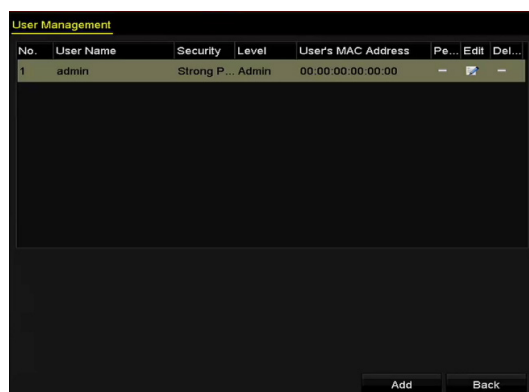 User Management
No. User Name Security Level User's MAC Address Pe... Edit Del...
1 admin Strong P... Admin 00:00:00:00:00:00 – –
Add Back